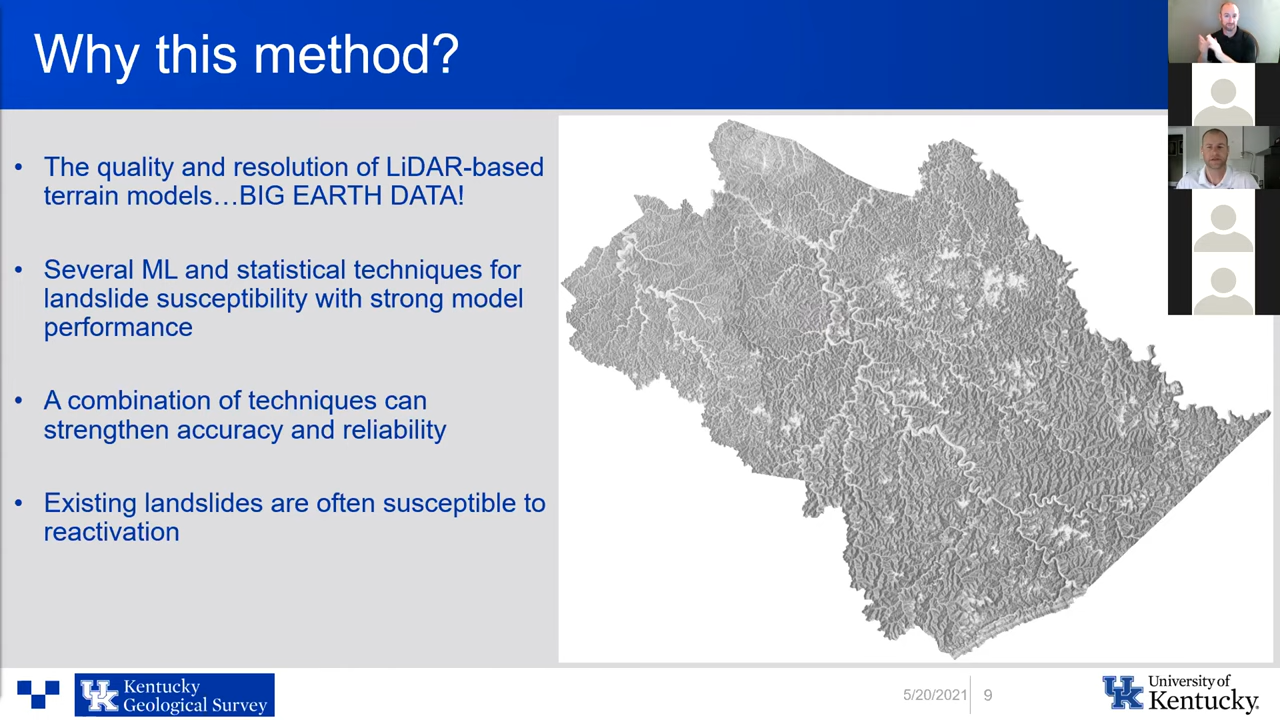 Why this method?
• The quality and resolution of LiDAR-based
terrain models…BIG EARTH DATA!
• Several ML and statistical techniques for
landslide susceptibility with strong model
performance
• A combination of techniques can
strengthen accuracy and reliability
• Existing landslides are often susceptible to
reactivation
UK Kentucky
Geological Survey
5/20/2021
9
UK University of
Kentucky.